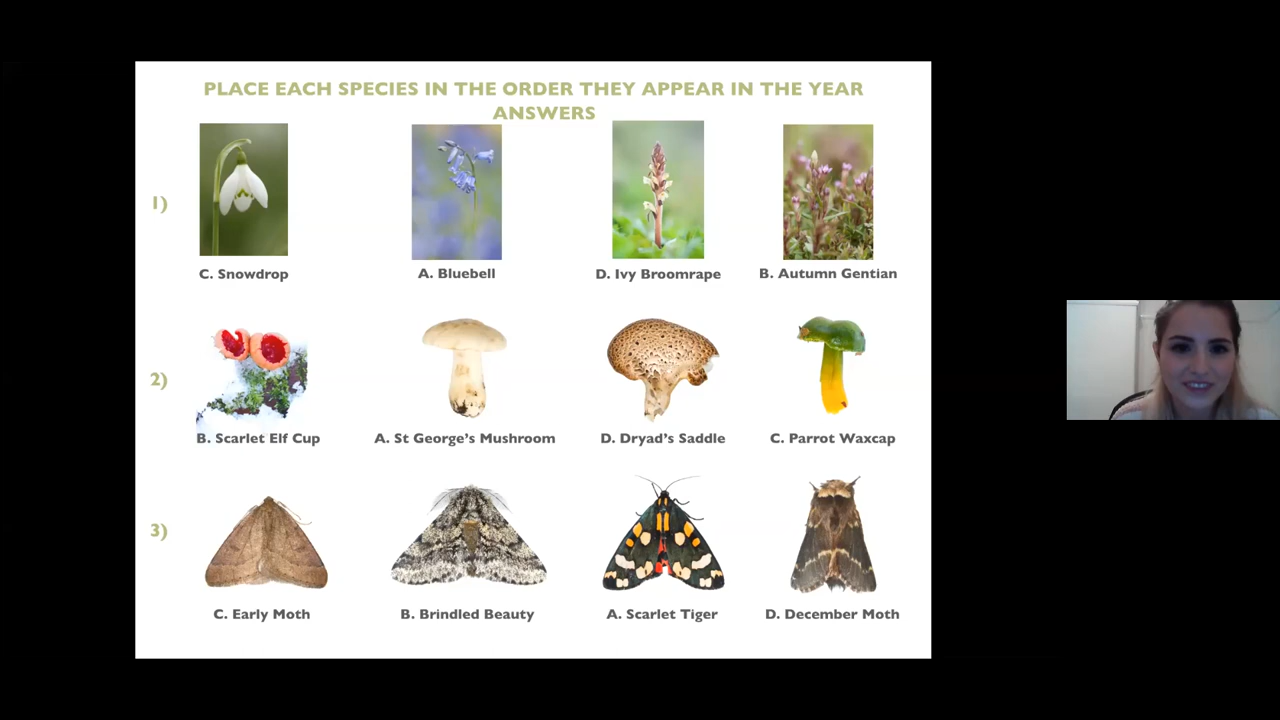 PLACE EACH SPECIES IN THE ORDER THEY APPEAR IN THE YEAR
ANSWERS
1)
C. Snowdrop
A. Bluebell
D. Ivy Broomrape
B. Autumn Gentian
2)
B. Scarlet Elf Cup
A. St George’s Mushroom
D. Dryad’s Saddle
C. Parrot Waxcap
3)
C. Early Moth
B. Brindled Beauty
A. Scarlet Tiger
D. December Moth